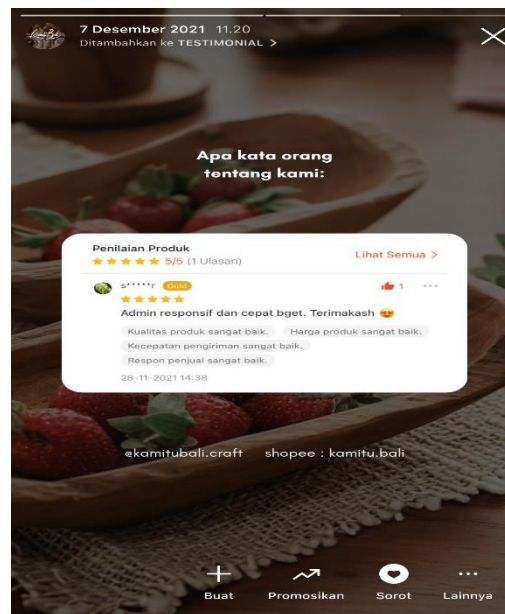 7 Desember 2021 11.20
Ditambahkan ke TESTIMONIAL >
Apa kata orang
tentang kami:
Penilaian Produk
5/5 (1 Ulasan)
Lihat Semua >
s*****r Gold
1
Admin responsif dan cepat bget. Terimakash 😍
Kualitas produk sangat baik. Harga produk sangat baik.
Kecepatan pengiriman sangat baik.
Respon penjual sangat baik.
28-11-2021 14:38
@kamitubali.craft shopee : kamitu.bali
Buat Promosikan Sorot Lainnya